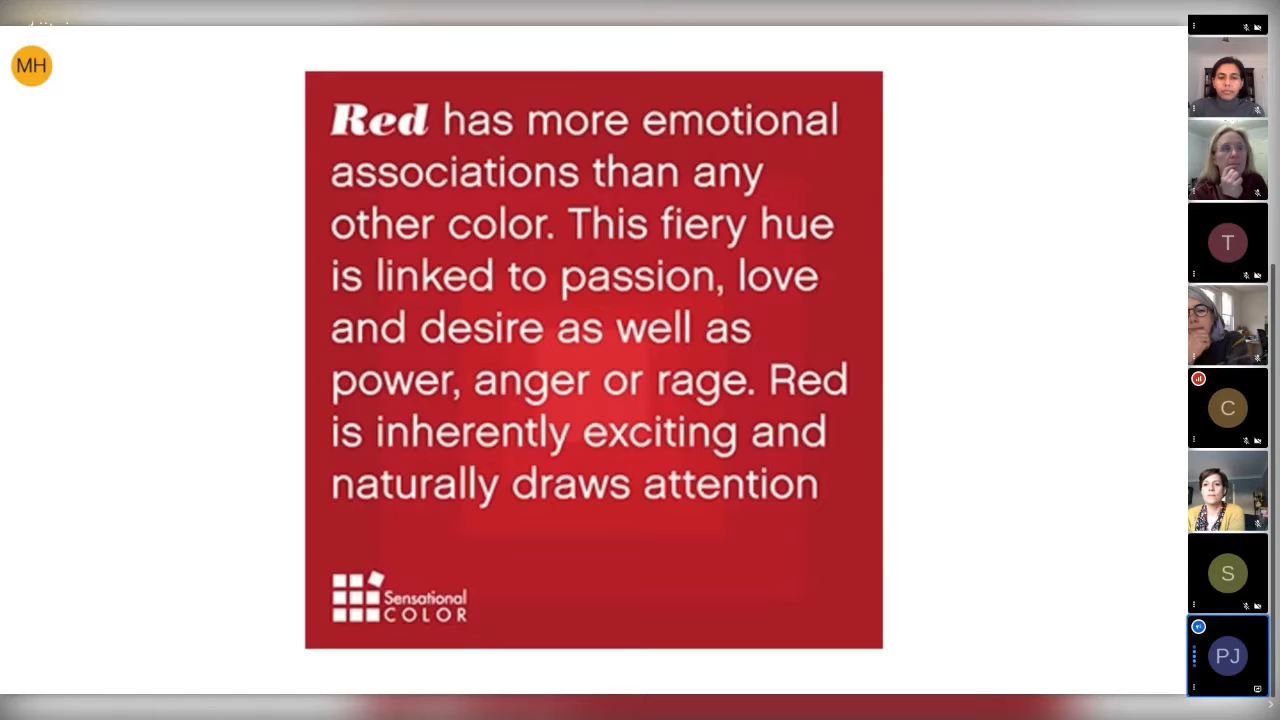 MH
Red has more emotional
associations than any
other color. This fiery hue
is linked to passion, love
and desire as well as
power, anger or rage. Red
is inherently exciting and
naturally draws attention
Sensational
COLOR
T
C
S
PJ